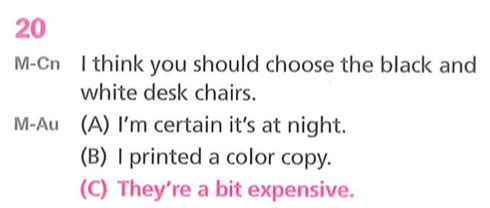 20
M-Cn I think you should choose the black and
white desk chairs.
M-Au (A) I'm certain it's at night.
(B) I printed a color copy.
(C) They're a bit expensive.